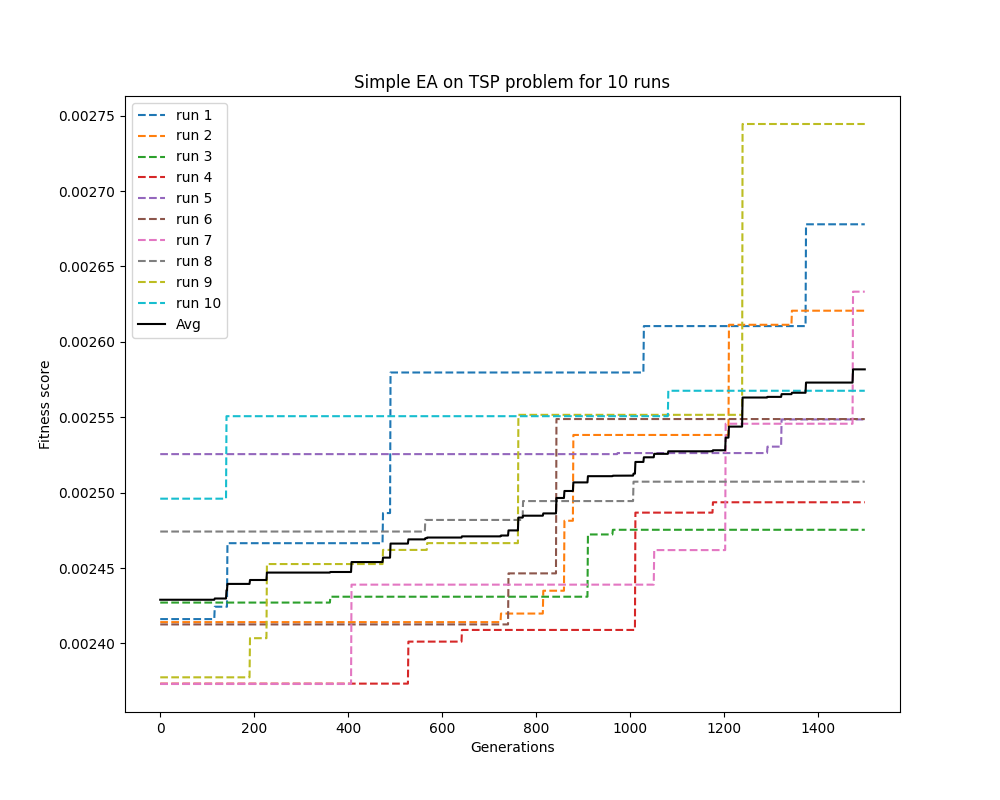 Simple EA on TSP problem for 10 runs
Fitness score
0.00275
0.00270
0.00265
0.00260
0.00255
0.00250
0.00245
0.00240
run 1
run 2
run 3
run 4
run 5
run 6
run 7
run 8
run 9
run 10
Avg
0 200 400 600 800 1000 1200 1400
Generations